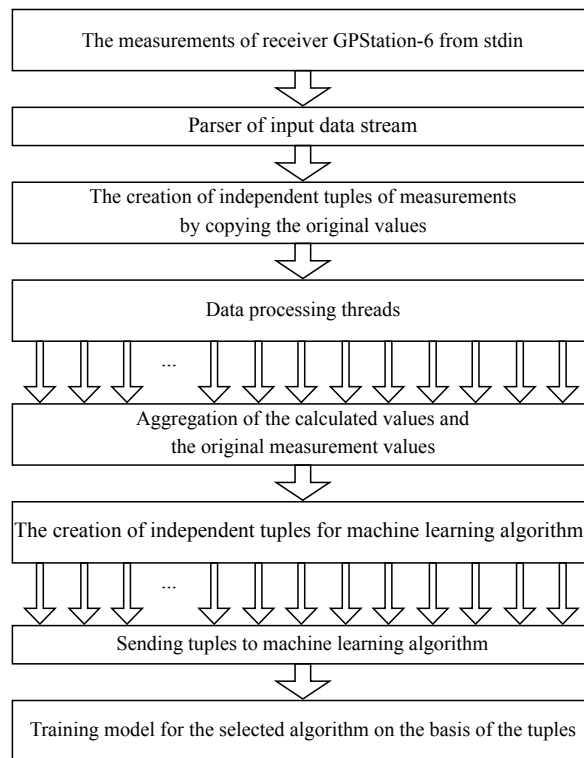 The measurements of receiver GPStation-6 from stdin
Parser of input data stream
The creation of independent tuples of measurements
by copying the original values
Data processing threads
...
Aggregation of the calculated values and
the original measurement values
The creation of independent tuples for machine learning algorithm
...
Sending tuples to machine learning algorithm
Training model for the selected algorithm on the basis of the tuples